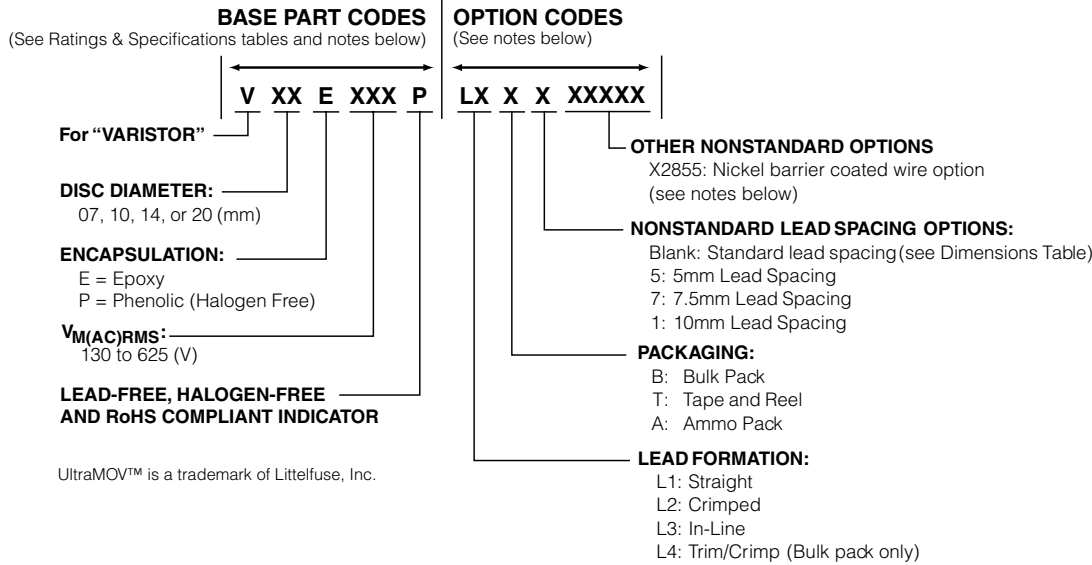 BASE PART CODES
(See Ratings & Specifications tables and notes below)
OPTION CODES
(See notes below)
V XX E XXX P LX X X XXXXX
For “VARISTOR”
DISC DIAMETER:
07, 10, 14, or 20 (mm)
ENCAPSULATION:
E = Epoxy
P = Phenolic (Halogen Free)
VM(AC)RMS:
130 to 625 (V)
LEAD-FREE, HALOGEN-FREE
AND RoHS COMPLIANT INDICATOR
UltraMOV™ is a trademark of Littelfuse, Inc.
OTHER NONSTANDARD OPTIONS
X2855: Nickel barrier coated wire option
(see notes below)
NONSTANDARD LEAD SPACING OPTIONS:
Blank: Standard lead spacing (see Dimensions Table)
5: 5mm Lead Spacing
7: 7.5mm Lead Spacing
1: 10mm Lead Spacing
PACKAGING:
B: Bulk Pack
T: Tape and Reel
A: Ammo Pack
LEAD FORMATION:
L1: Straight
L2: Crimped
L3: In-Line
L4: Trim/Crimp (Bulk pack only)